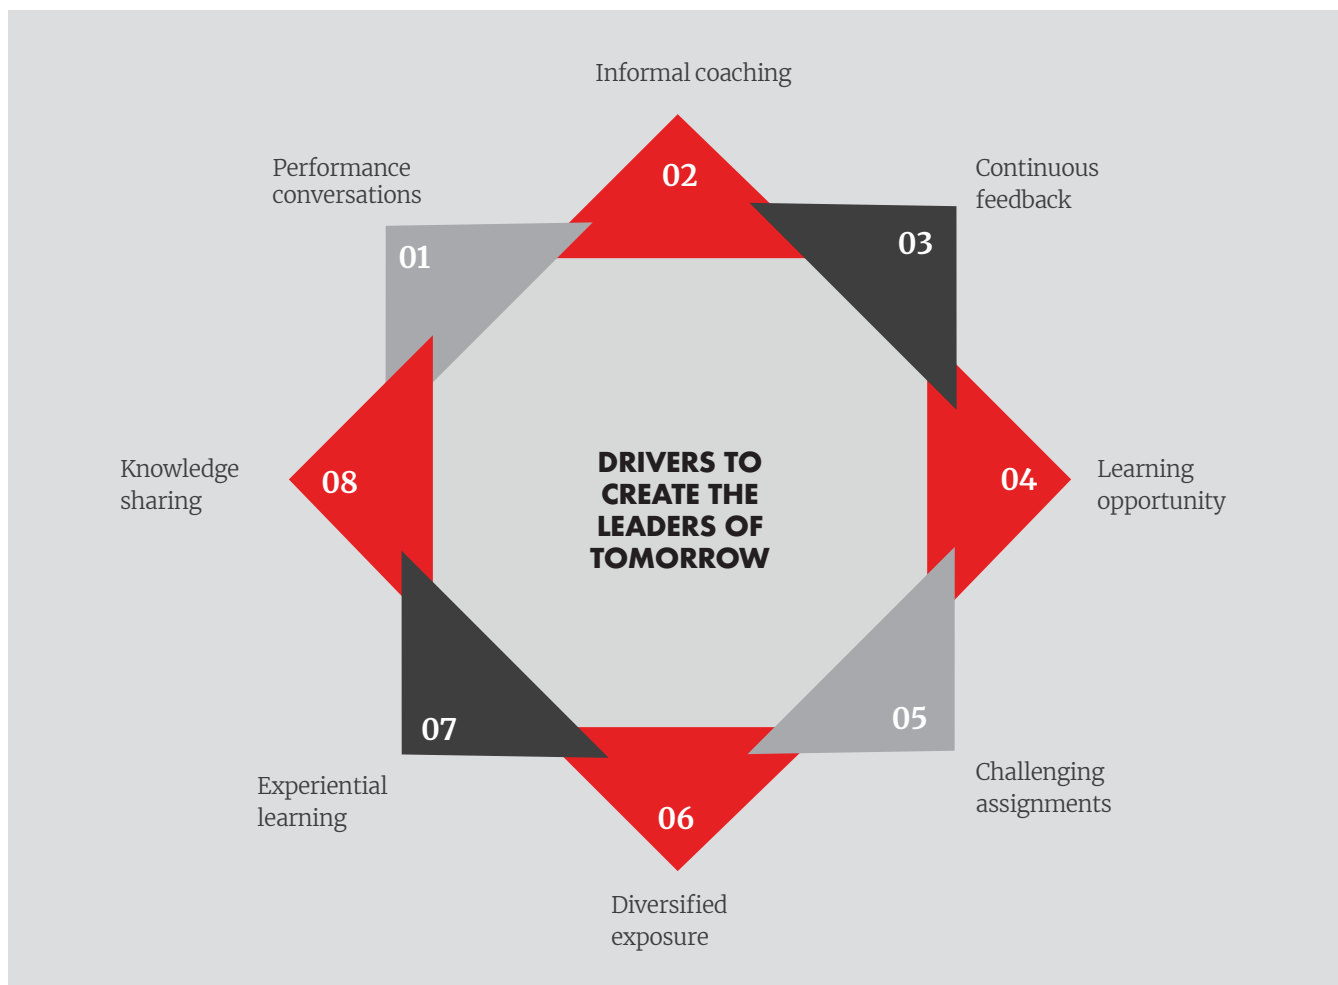 Informal coaching
02
Performance
conversations
01
Continuous
feedback
03
Knowledge
sharing
08
DRIVERS TO
CREATE THE
LEADERS OF
TOMORROW
04
Learning
opportunity
07
Experiential
learning
05
Challenging
assignments
06
Diversified
exposure